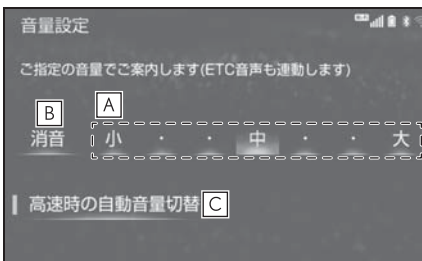 音量設定
ご指定の音量でご案内します(ETC音声も連動します)
B A
消音 小 ・ ・ 中 ・ ・ 大
高速時の自動音量切替 C